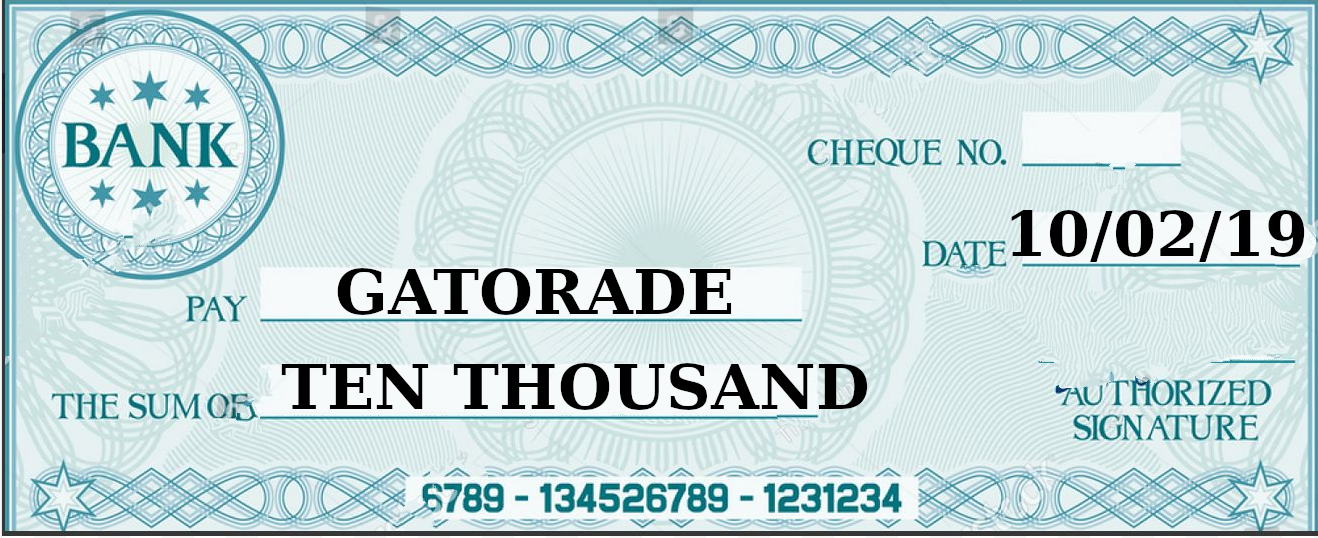 BANK
CHEQUE NO.
DATE 10/02/19
PAY GATORADE
THE SUM OF TEN THOUSAND
AUTHORIZED
SIGNATURE
6789 - 134526789 - 1231234